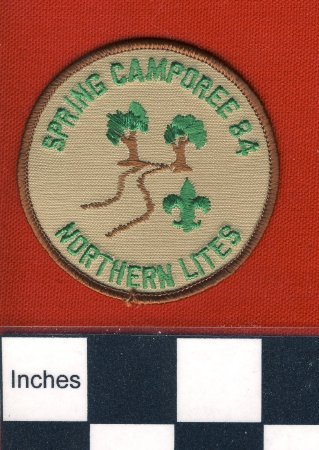 SPRING CAMPOREE 84
NORTHERN LITES
Inches